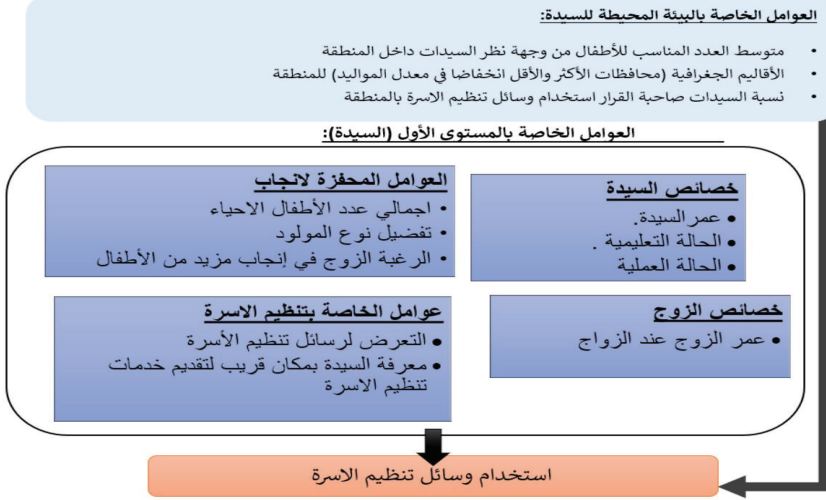 العوامل الخاصة بالبيئة المحيطة للسيدة:
• متوسط العدد المناسب للأطفال من وجهة نظر السيدات داخل المنطقة
• الأقاليم الجغرافية (محافظات الأكثر والأقل انخفاضا في معدل المواليد) للمنطقة
• نسبة السيدات صاحبة القرار استخدام وسائل تنظيم الاسرة بالمنطقة
العوامل الخاصة بالمستوى الأول (السيدة):
خصائص السيدة
• عمر السيدة.
• الحالة التعليمية .
• الحالة العملية
العوامل المحفزة لانجاب
• اجمالي عدد الأطفال الاحياء
• تفضيل نوع المولود
• الرغبة الزوج في إنجاب مزيد من الأطفال
خصائص الزوج
• عمر الزوج عند الزواج
عوامل الخاصة بتنظيم الاسرة
• التعرض لرسائل تنظيم الأسرة
• معرفة السيدة بمكان قريب لتقديم خدمات
تنظيم الاسرة
استخدام وسائل تنظيم الاسرة